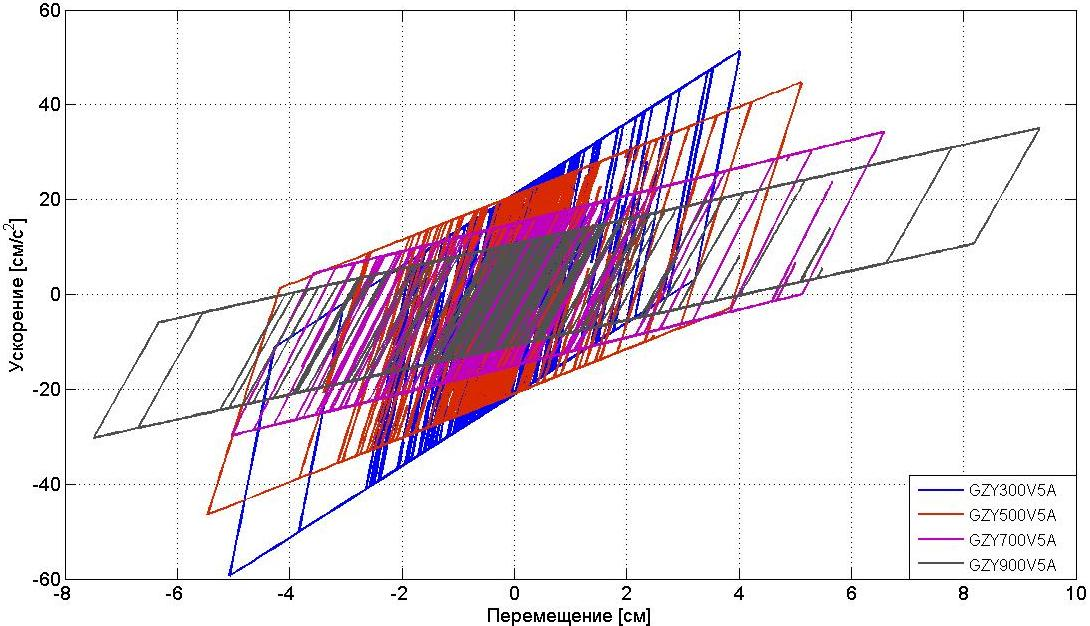 60
40
20
0
-20
-40
-60
Ускорение [см/с²]
-8 -6 -4 -2 0 2 4 6 8 10
Перемещение [см]
GZY300V5A
GZY500V5A
GZY700V5A
GZY900V5A